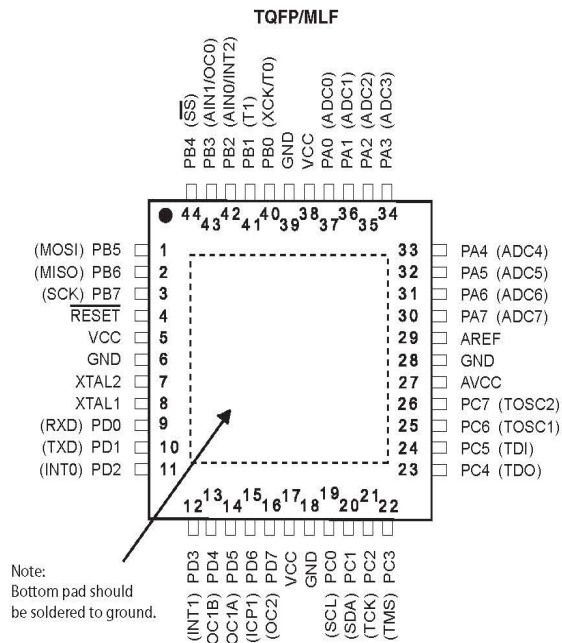 TQFP/MLF
PB4 (SS)
PB3 (AIN1/OC0)
PB2 (AIN0/INT2)
PB1 (T1)
PB0 (XCK/T0)
GND
VCC
PA0 (ADC0)
PA1 (ADC1)
PA2 (ADC2)
PA3 (ADC3)
44 43 42 41 40 39 38 37 36 35 34
(MOSI) PB5 1
(MISO) PB6 2
(SCK) PB7 3
RESET 4
VCC 5
GND 6
XTAL2 7
XTAL1 8
(RXD) PD0 9
(TXD) PD1 10
(INT0) PD2 11
33 PA4 (ADC4)
32 PA5 (ADC5)
31 PA6 (ADC6)
30 PA7 (ADC7)
29 AREF
28 GND
27 AVCC
26 PC7 (TOSC2)
25 PC6 (TOSC1)
24 PC5 (TDI)
23 PC4 (TDO)
12 13 14 15 16 17 18 19 20 21 22
(INT1) PD3
OC1B) PD4
OC1A) PD5
(ICP1) PD6
(OC2) PD7
VCC
GND
(SCL) PC0
(SDA) PC1
(TCK) PC2
(TMS) PC3
Note:
Bottom pad should
be soldered to ground.